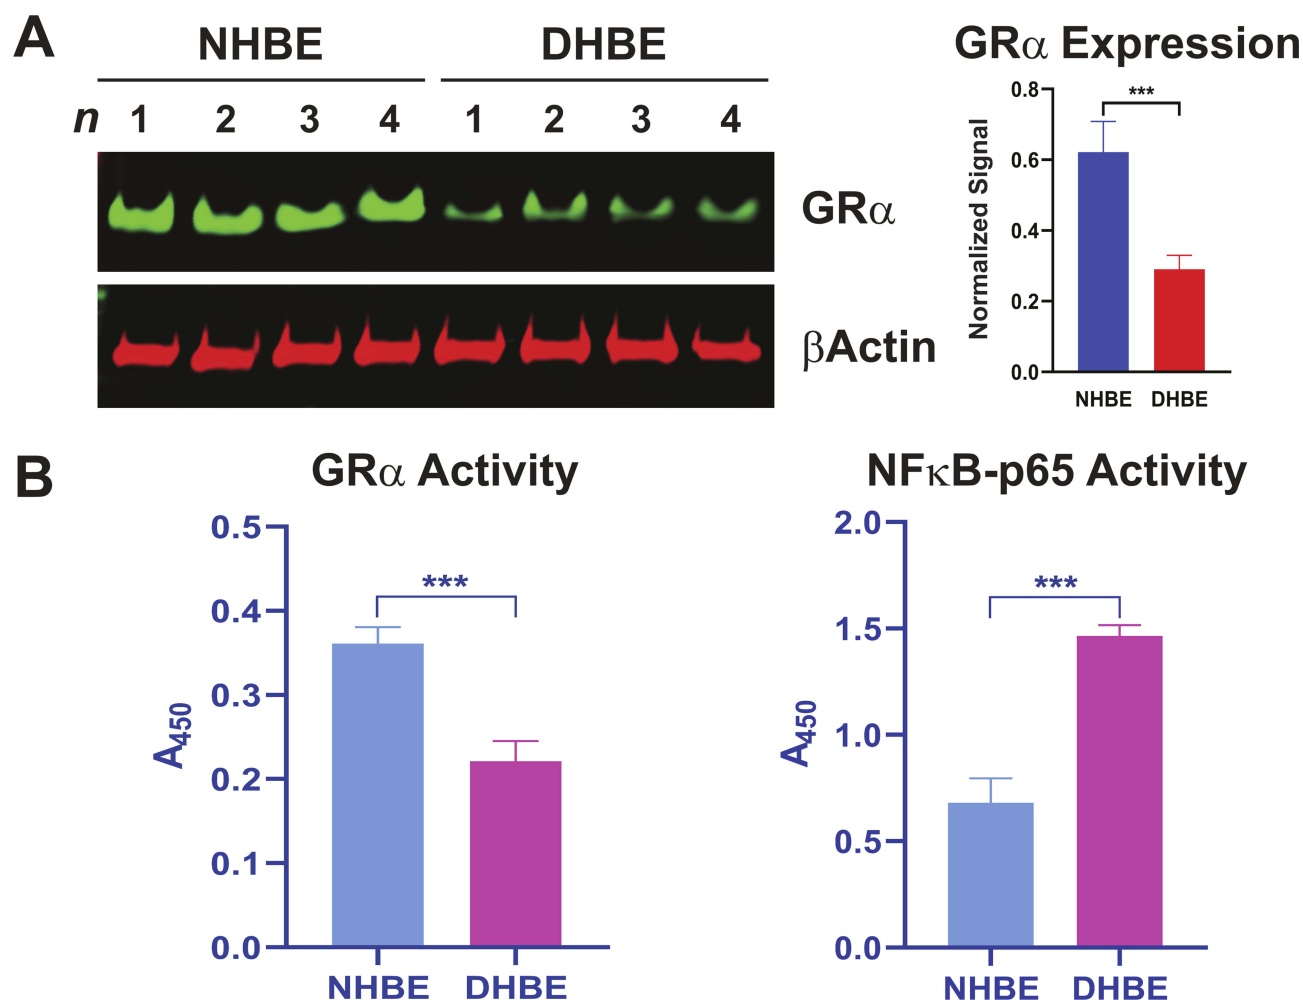 A
NHBE DHBE
n 1 2 3 4 1 2 3 4
GRα
βActin
GRα Expression
Normalized Signal
0.8
0.6
0.4
0.2
0.0
***
NHBE DHBE
B
GRα Activity
A450
0.5
0.4
0.3
0.2
0.1
0.0
***
NHBE DHBE
NFκB-p65 Activity
A450
2.0
1.5
1.0
0.5
0.0
***
NHBE DHBE